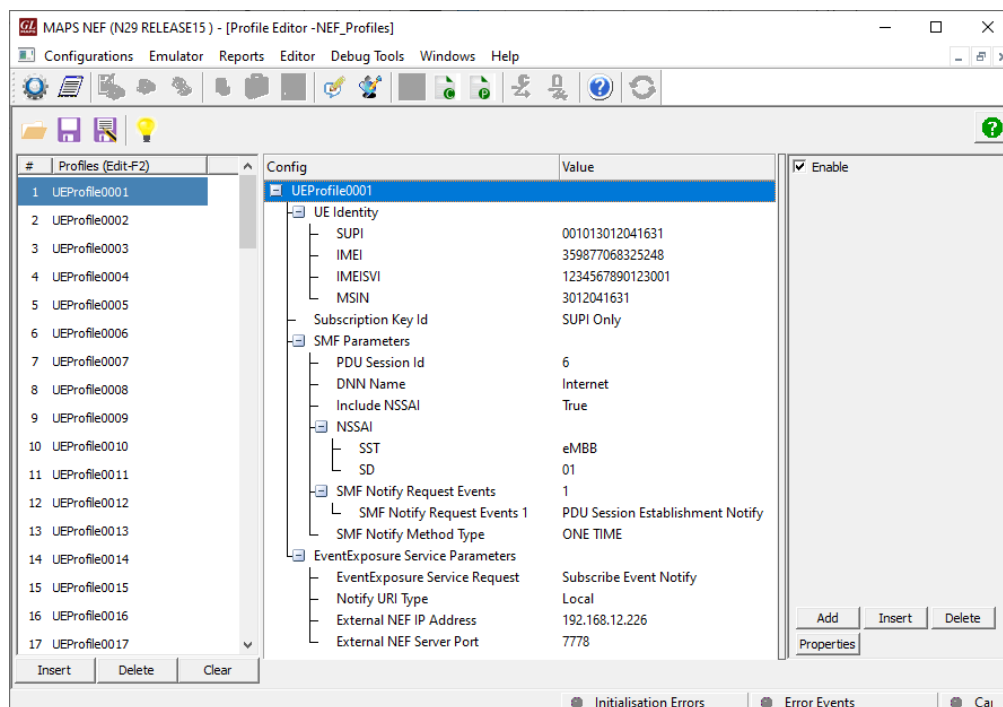 GL MAPS MAPS NEF (N29 RELEASE15 ) - [Profile Editor -NEF_Profiles]
Configurations Emulator Reports Editor Debug Tools Windows Help
# Profiles (Edit-F2)
1 UEProfile0001
2 UEProfile0002
3 UEProfile0003
4 UEProfile0004
5 UEProfile0005
6 UEProfile0006
7 UEProfile0007
8 UEProfile0008
9 UEProfile0009
10 UEProfile0010
11 UEProfile0011
12 UEProfile0012
13 UEProfile0013
14 UEProfile0014
15 UEProfile0015
16 UEProfile0016
17 UEProfile0017
Insert Delete Clear
Config Value
UEProfile0001
UE Identity
SUPI 001013012041631
IMEI 359877068325248
IMEISVI 1234567890123001
MSIN 3012041631
Subscription Key Id SUPI Only
SMF Parameters
PDU Session Id 6
DNN Name Internet
Include NSSAI True
NSSAI
SST eMBB
SD 01
SMF Notify Request Events 1
SMF Notify Request Events 1 PDU Session Establishment Notify
SMF Notify Method Type ONE TIME
EventExposure Service Parameters
EventExposure Service Request Subscribe Event Notify
Notify URI Type Local
External NEF IP Address 192.168.12.226
External NEF Server Port 7778
Enable
Add Insert Delete
Properties
Initialisation Errors Error Events